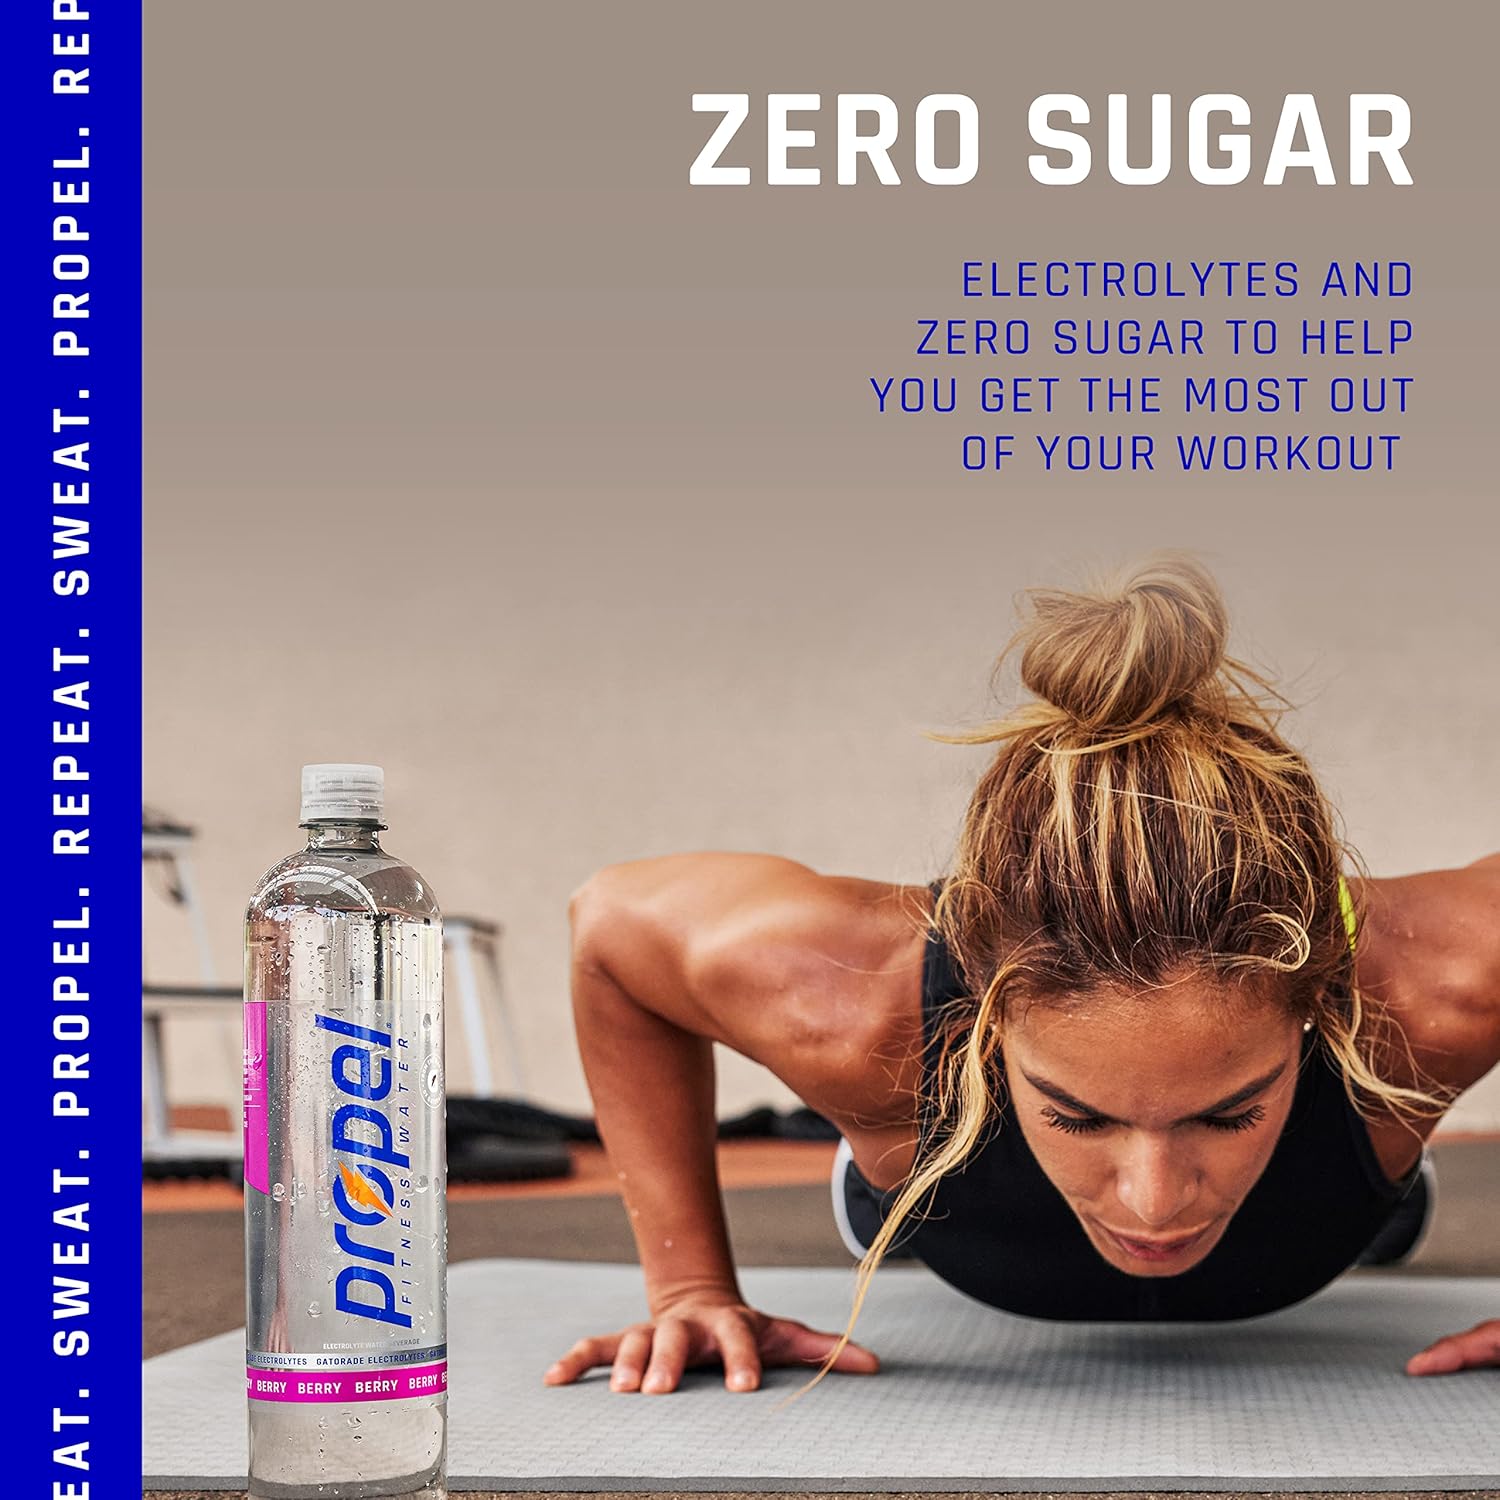 EAT. SWEAT. PROPEL. REPEAT. SWEAT. PROPEL. REP
ZERO SUGAR
ELECTROLYTES AND
ZERO SUGAR TO HELP
YOU GET THE MOST OUT
OF YOUR WORKOUT
propel
FITNESS WATER
ELECTROLYTE WATER BEVERAGE
GATORADE ELECTROLYTES
BERRY BERRY BERRY BERRY